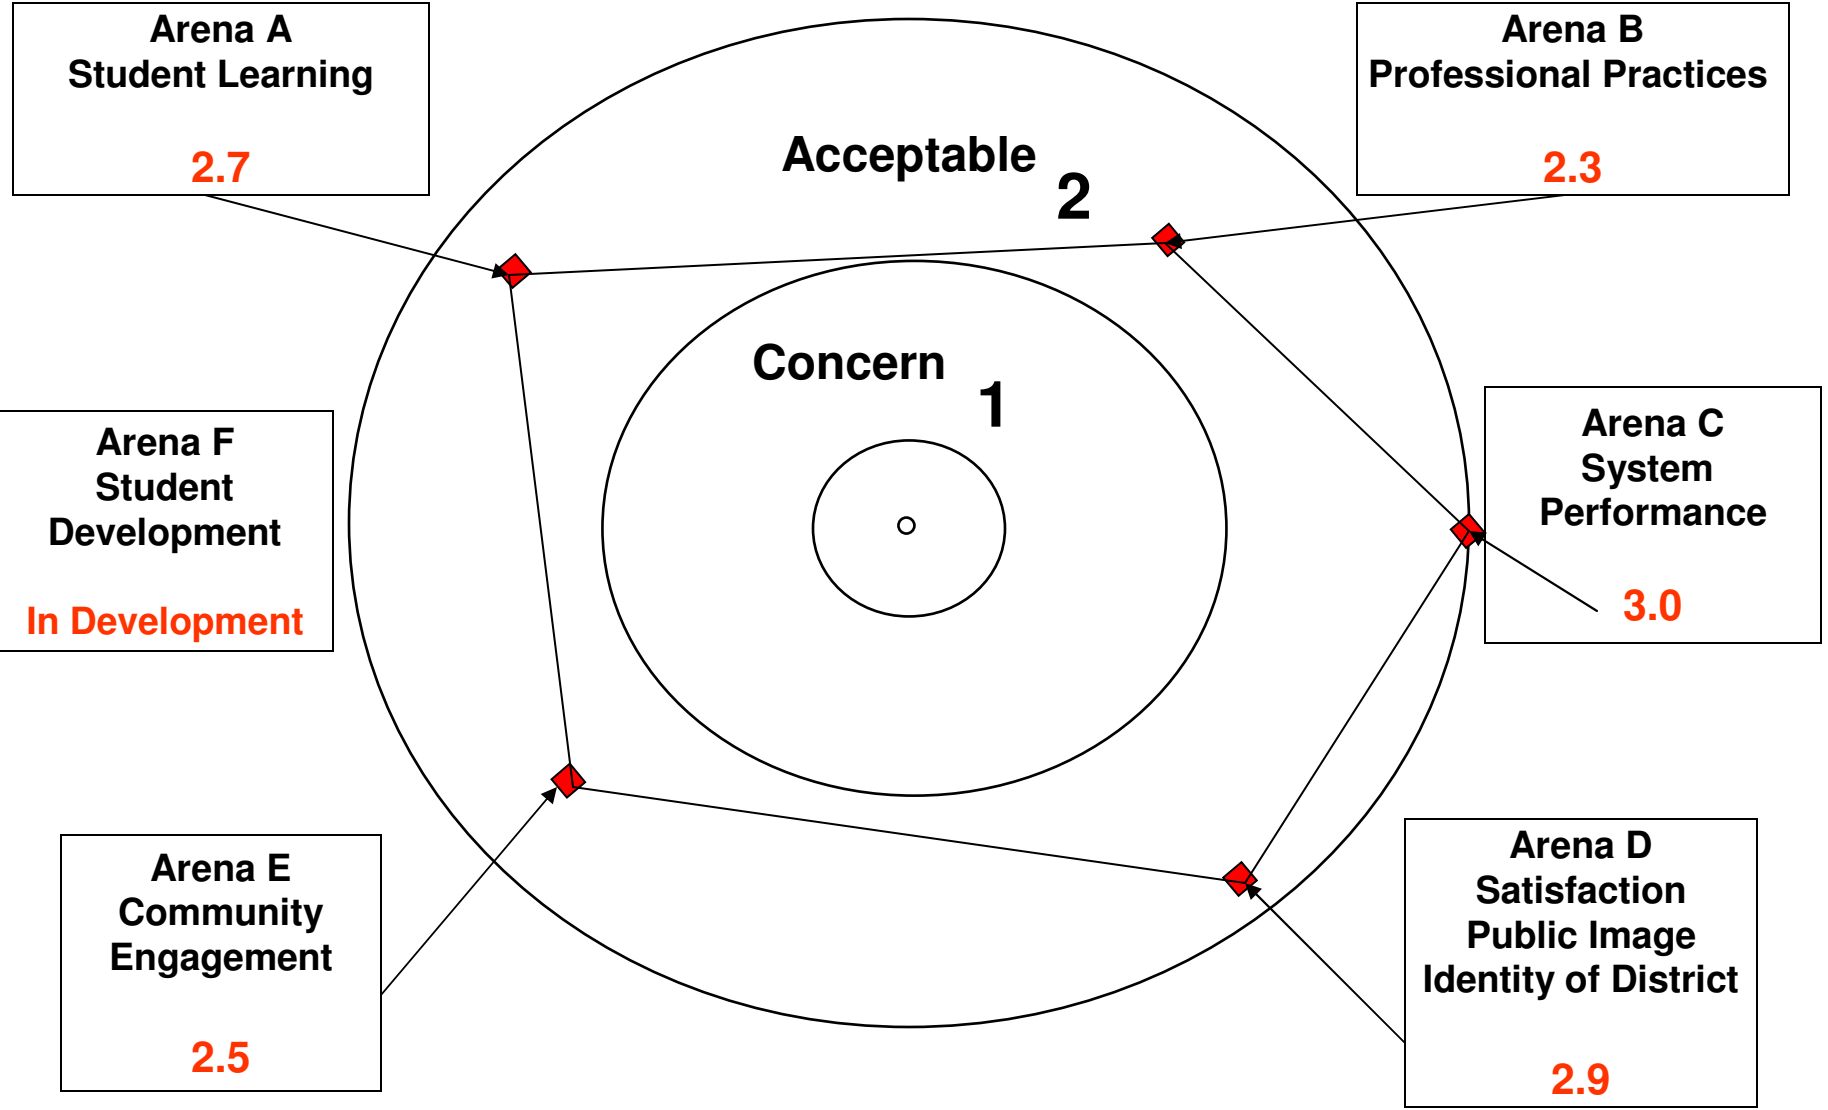 Arena A
Student Learning
2.7
Arena B
Professional Practices
2.3
Acceptable
2
Concern
1
Arena F
Student
Development
In Development
Arena C
System
Performance
3.0
Arena E
Community
Engagement
2.5
Arena D
Satisfaction
Public Image
Identity of District
2.9